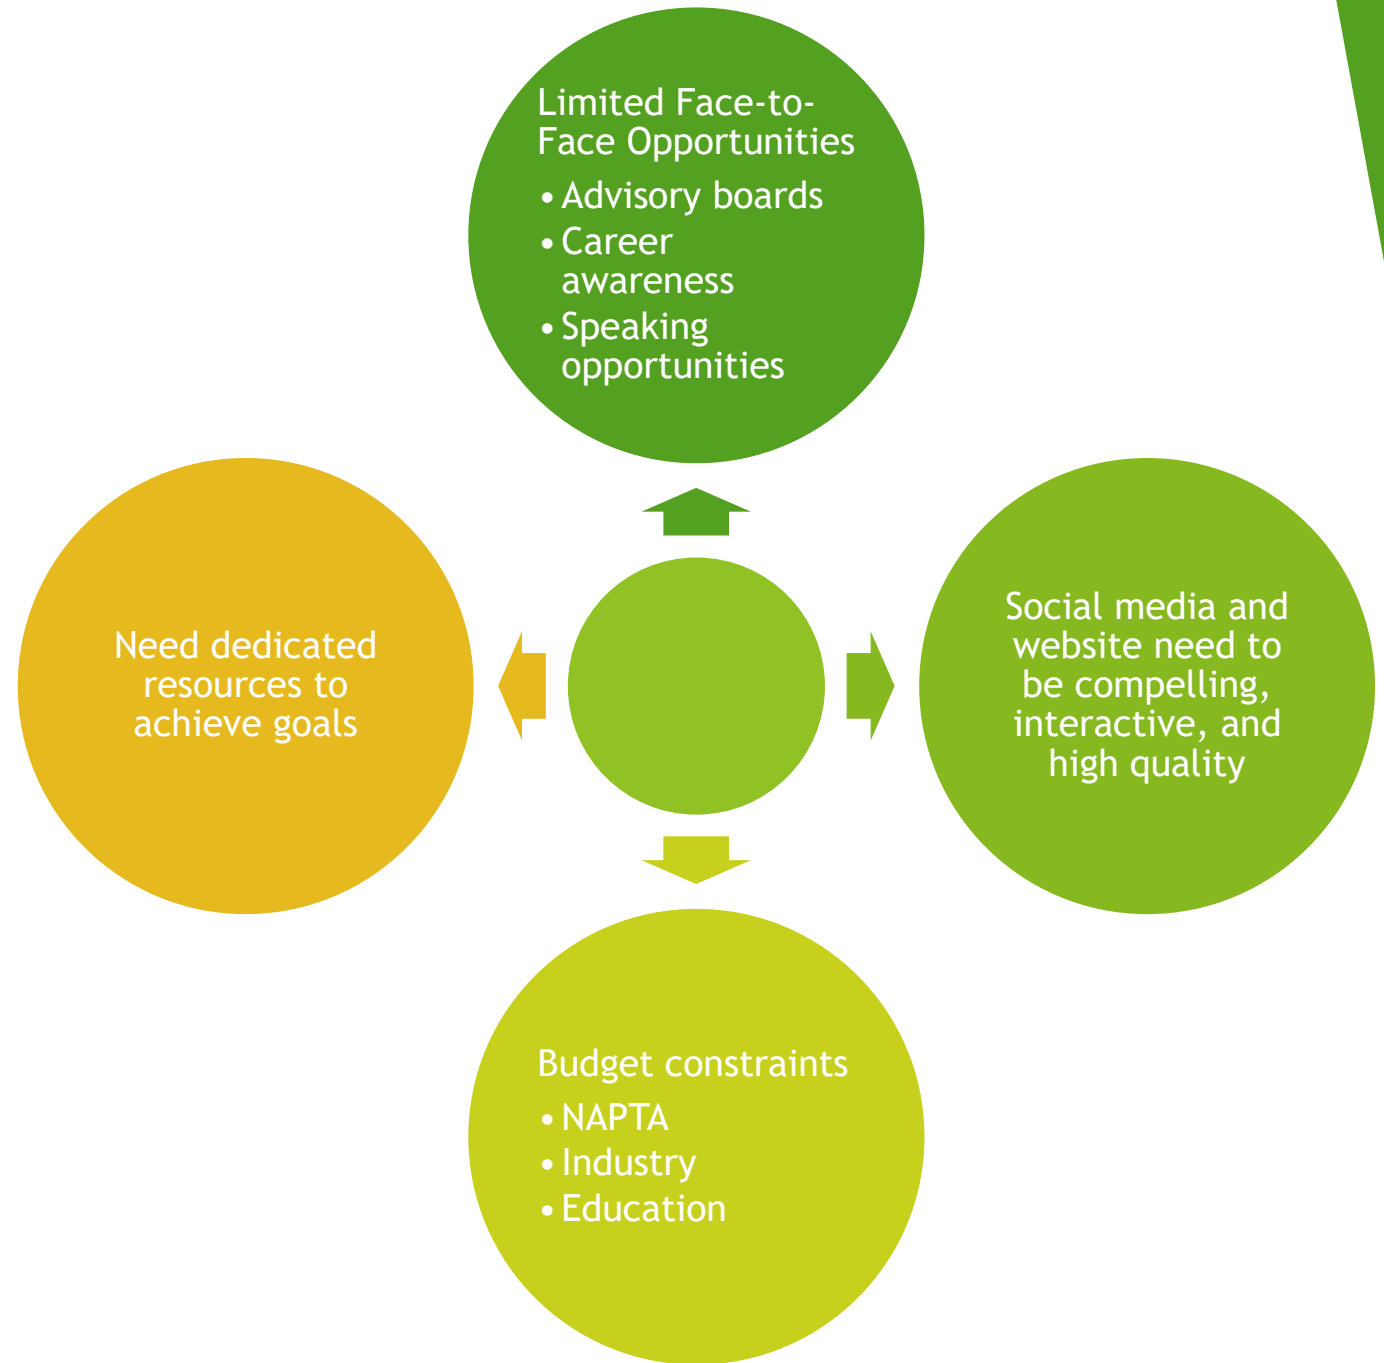 Limited Face-to-
Face Opportunities
• Advisory boards
• Career
awareness
• Speaking
opportunities
Need dedicated
resources to
achieve goals
Social media and
website need to
be compelling,
interactive, and
high quality
Budget constraints
• NAPTA
• Industry
• Education